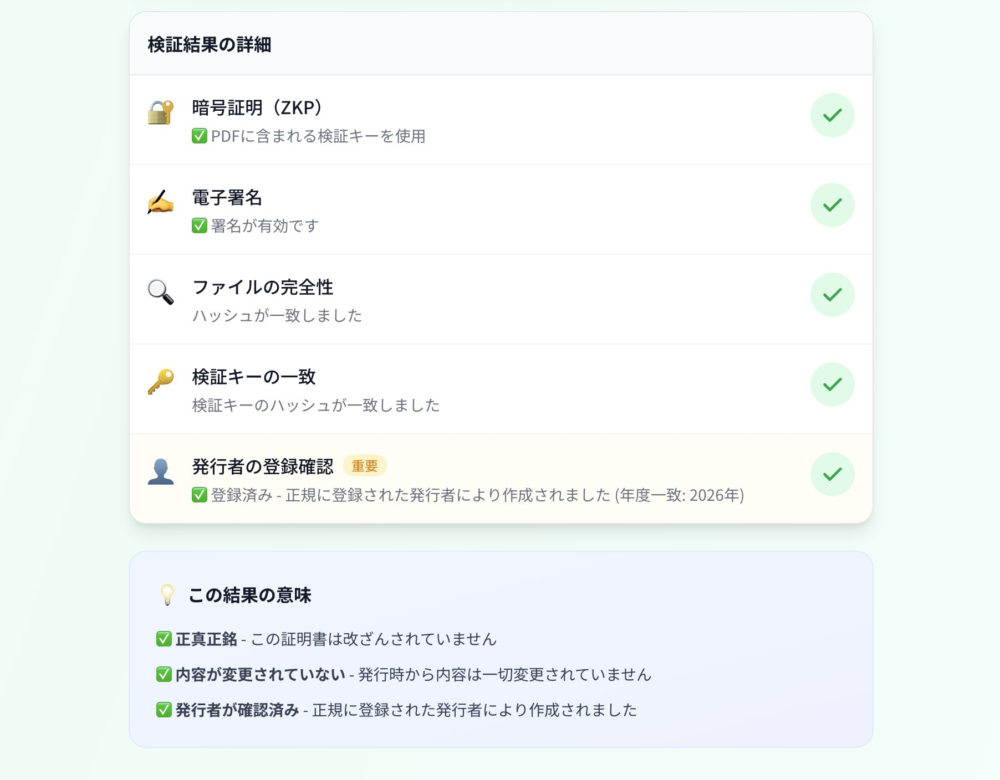 検証結果の詳細
暗号証明（ZKP）
✅ PDFに含まれる検証キーを使用
電子署名
✅ 署名が有効です
ファイルの完全性
ハッシュが一致しました
検証キーの一致
検証キーのハッシュが一致しました
発行者の登録確認 重要
✅ 登録済み - 正規に登録された発行者により作成されました (年度一致: 2026年)
この結果の意味
✅ 正真正銘 - この証明書は改ざんされていません
✅ 内容が変更されていない - 発行時から内容は一切変更されていません
✅ 発行者が確認済み - 正規に登録された発行者により作成されました